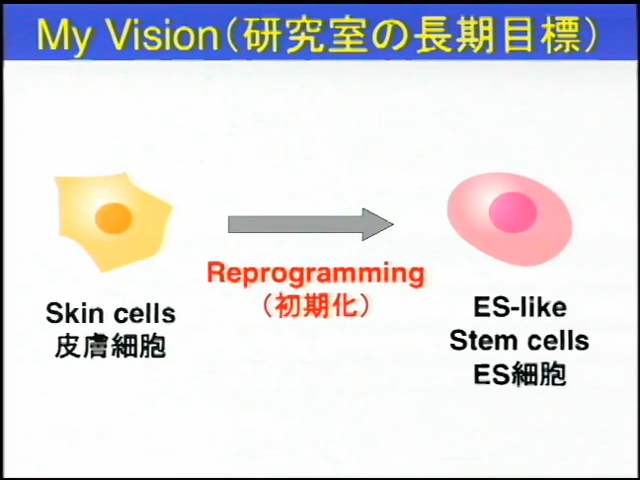 My Vision（研究室の長期目標）
Reprogramming
（初期化）
Skin cells
皮膚細胞
ES-like
Stem cells
ES細胞